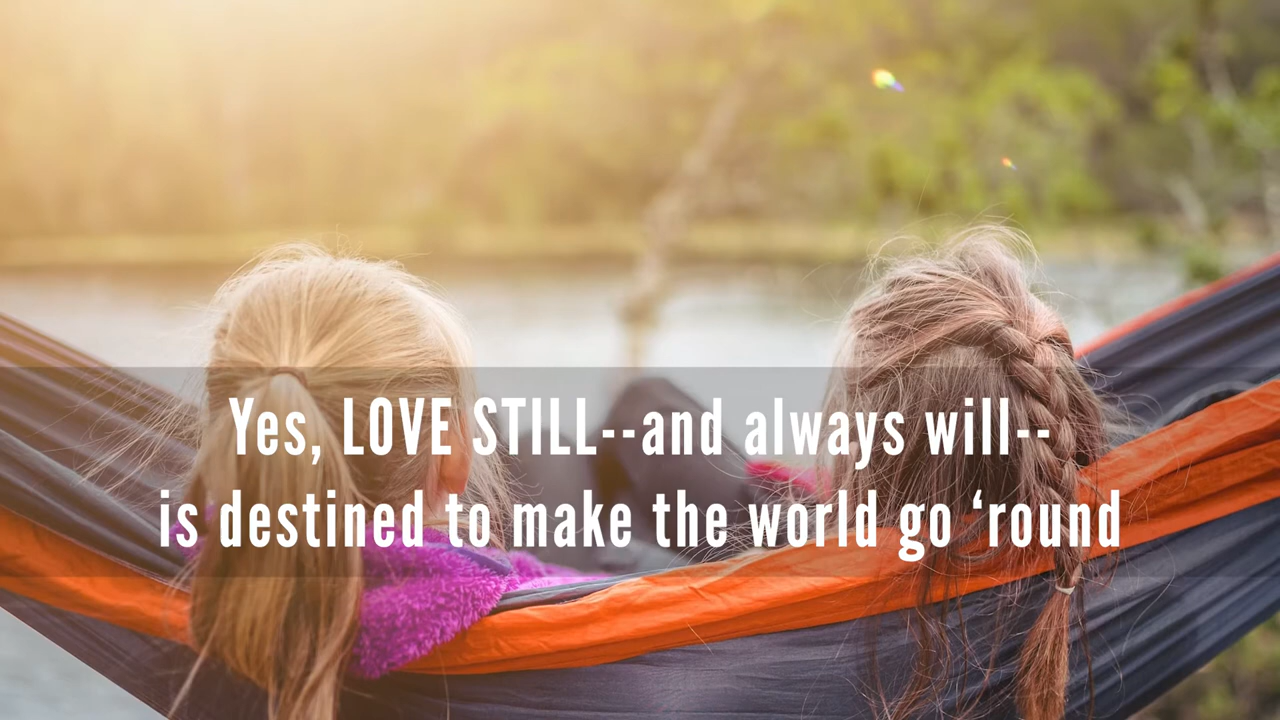 Yes, LOVE STILL--and always will--
is destined to make the world go ‘round